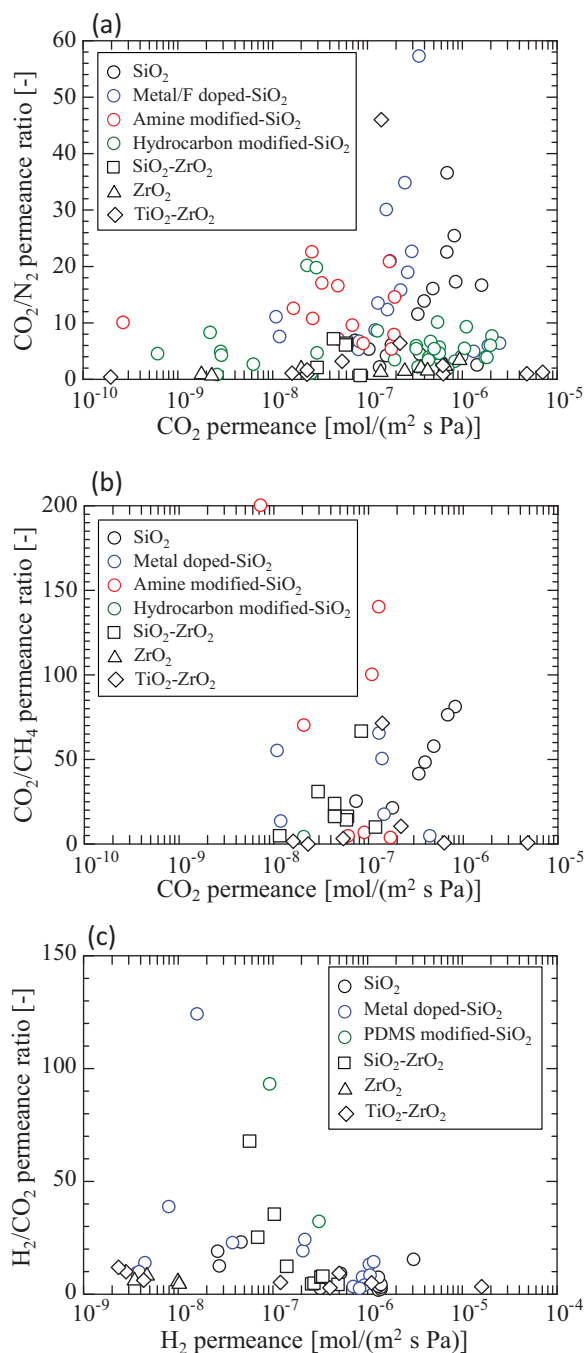 (a)
CO₂/N₂ permeance ratio [-]
60
50
40
30
20
10
0
SiO₂
Metal/F doped-SiO₂
Amine modified-SiO₂
Hydrocarbon modified-SiO₂
SiO₂-ZrO₂
ZrO₂
TiO₂-ZrO₂
10⁻¹⁰ 10⁻⁹ 10⁻⁸ 10⁻⁷ 10⁻⁶ 10⁻⁵
CO₂ permeance [mol/(m² s Pa)]
(b)
CO₂/CH₄ permeance ratio [-]
200
150
100
50
0
SiO₂
Metal doped-SiO₂
Amine modified-SiO₂
Hydrocarbon modified-SiO₂
SiO₂-ZrO₂
ZrO₂
TiO₂-ZrO₂
10⁻¹⁰ 10⁻⁹ 10⁻⁸ 10⁻⁷ 10⁻⁶ 10⁻⁵
CO₂ permeance [mol/(m² s Pa)]
(c)
H₂/CO₂ permeance ratio [-]
150
100
50
0
SiO₂
Metal doped-SiO₂
PDMS modified-SiO₂
SiO₂-ZrO₂
ZrO₂
TiO₂-ZrO₂
10⁻⁹ 10⁻⁸ 10⁻⁷ 10⁻⁶ 10⁻⁵ 10⁻⁴
H₂ permeance [mol/(m² s Pa)]